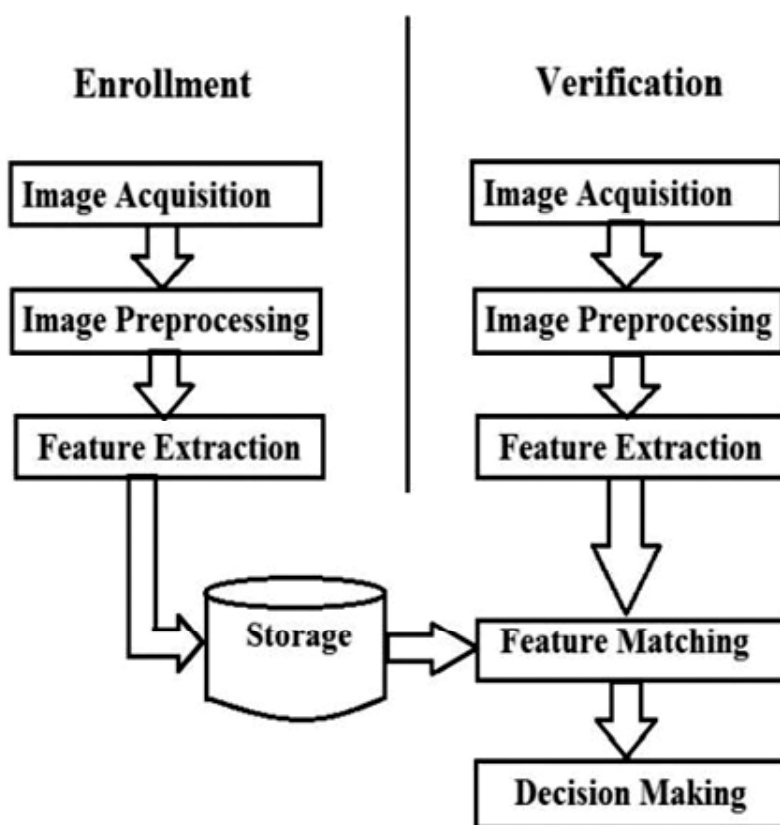 Enrollment
Image Acquisition
Image Preprocessing
Feature Extraction
Storage
Verification
Image Acquisition
Image Preprocessing
Feature Extraction
Feature Matching
Decision Making